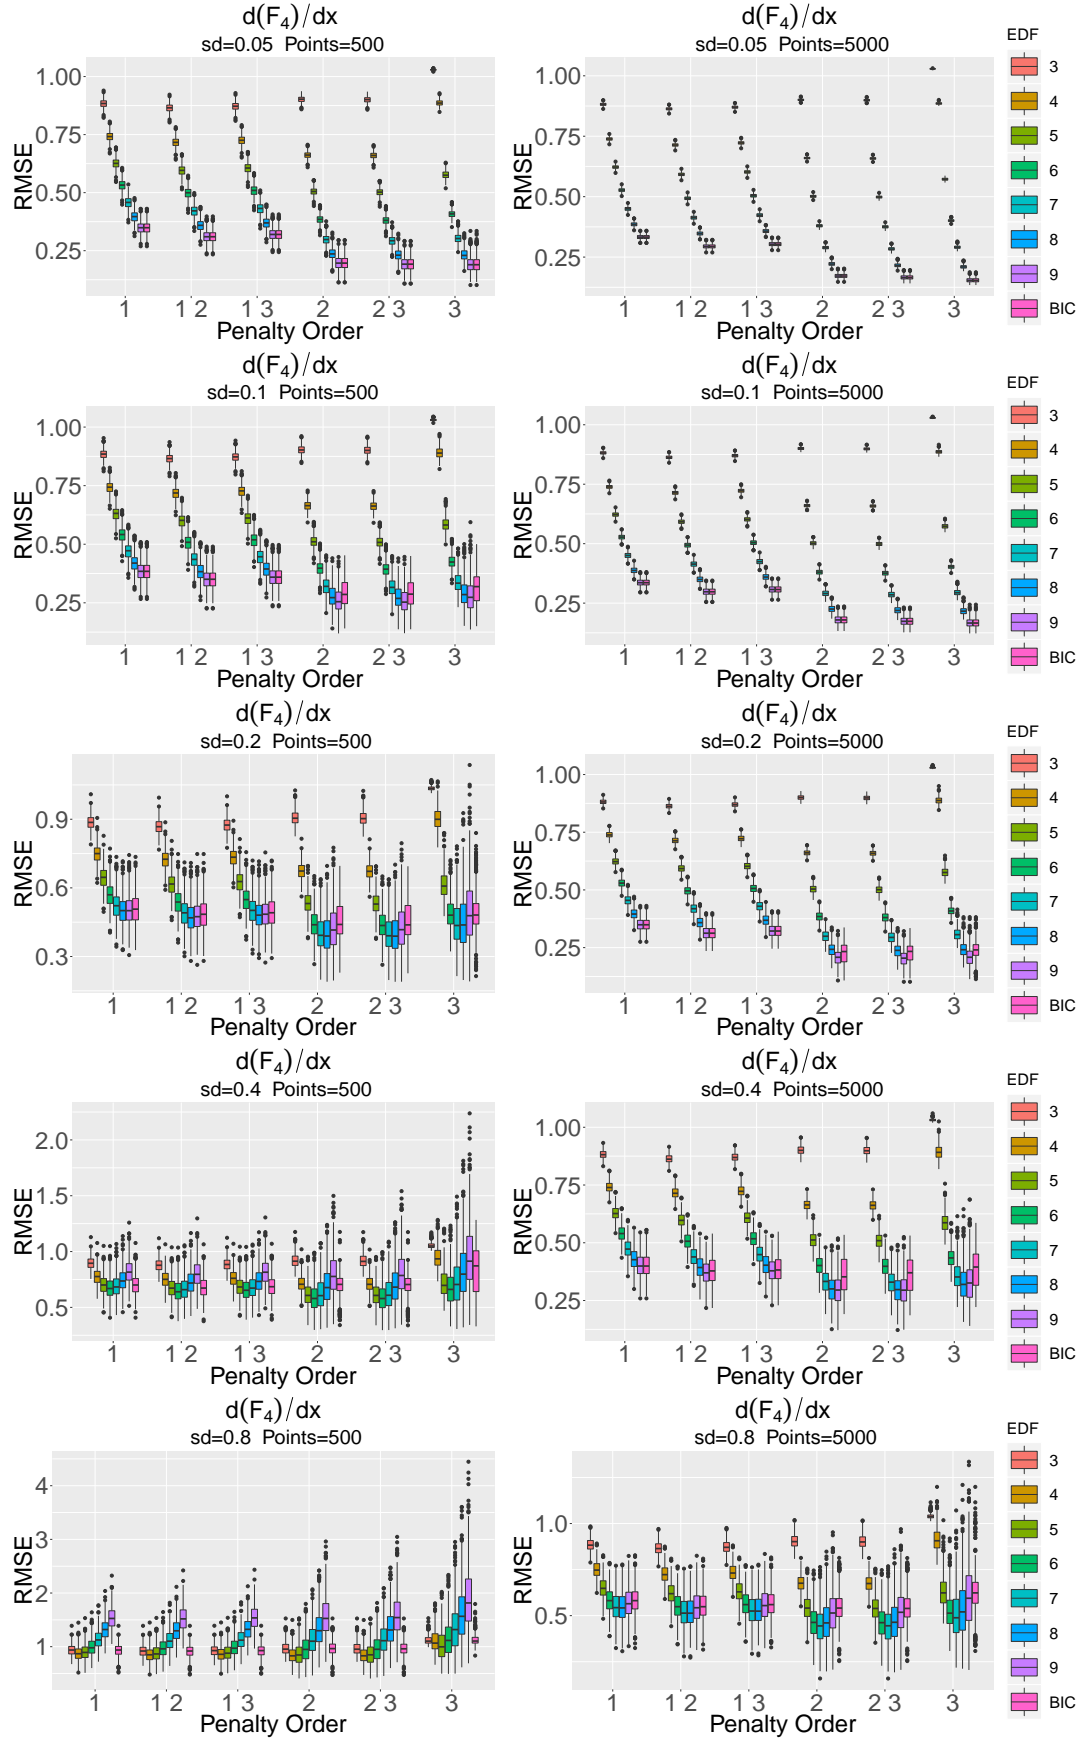 d(F4)/dx
sd=0.05 Points=500
1.00
0.75
0.50
0.25
RMSE
1 1 2 1 3 2 2 3 3
Penalty Order
d(F4)/dx
sd=0.05 Points=5000
1.00
0.75
0.50
0.25
RMSE
1 1 2 1 3 2 2 3 3
Penalty Order
EDF
3
4
5
6
7
8
9
BIC
d(F4)/dx
sd=0.1 Points=500
1.00
0.75
0.50
0.25
RMSE
1 1 2 1 3 2 2 3 3
Penalty Order
d(F4)/dx
sd=0.1 Points=5000
1.00
0.75
0.50
0.25
RMSE
1 1 2 1 3 2 2 3 3
Penalty Order
EDF
3
4
5
6
7
8
9
BIC
d(F4)/dx
sd=0.2 Points=500
0.9
0.6
0.3
RMSE
1 1 2 1 3 2 2 3 3
Penalty Order
d(F4)/dx
sd=0.2 Points=5000
1.00
0.75
0.50
0.25
RMSE
1 1 2 1 3 2 2 3 3
Penalty Order
EDF
3
4
5
6
7
8
9
BIC
d(F4)/dx
sd=0.4 Points=500
2.0
1.5
1.0
0.5
RMSE
1 1 2 1 3 2 2 3 3
Penalty Order
d(F4)/dx
sd=0.4 Points=5000
1.00
0.75
0.50
0.25
RMSE
1 1 2 1 3 2 2 3 3
Penalty Order
EDF
3
4
5
6
7
8
9
BIC
d(F4)/dx
sd=0.8 Points=500
4
3
2
1
RMSE
1 1 2 1 3 2 2 3 3
Penalty Order
d(F4)/dx
sd=0.8 Points=5000
1.0
0.5
RMSE
1 1 2 1 3 2 2 3 3
Penalty Order
EDF
3
4
5
6
7
8
9
BIC